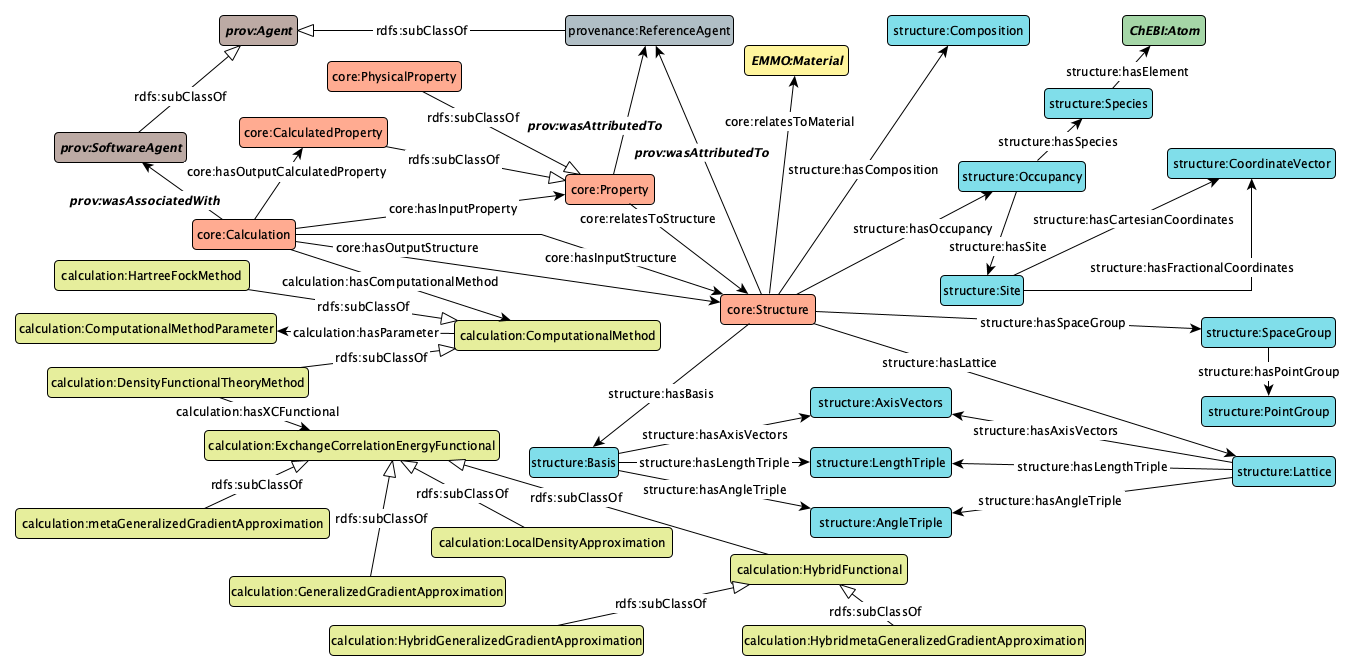 prov:Agent
rdfs:subClassOf
provenance:ReferenceAgent
structure:Composition
ChEBI:Atom
EMMO:Material
core:PhysicalProperty
structure:hasElement
rdfs:subClassOf
structure:Species
rdfs:subClassOf
core:relatesToMaterial
prov:wasAttributedTo
core:CalculatedProperty
prov:SoftwareAgent
structure:hasSpecies
prov:wasAttributedTo
rdfs:subClassOf
structure:CoordinateVector
core:hasOutputCalculatedProperty
structure:hasComposition
structure:Occupancy
core:Property
prov:wasAssociatedWith
core:hasInputProperty
core:relatesToStructure
structure:hasCartesianCoordinates
structure:hasOccupancy
core:Calculation
core:hasOutputStructure
structure:hasSite
core:hasInputStructure
structure:hasFractionalCoordinates
calculation:HartreeFockMethod
calculation:hasComputationalMethod
structure:Site
rdfs:subClassOf
core:Structure
structure:hasSpaceGroup
calculation:ComputationalMethodParameter
calculation:hasParameter
calculation:ComputationalMethod
structure:SpaceGroup
rdfs:subClassOf
structure:hasLattice
structure:hasPointGroup
calculation:DensityFunctionalTheoryMethod
structure:hasBasis
structure:AxisVectors
calculation:hasXCFunctional
structure:PointGroup
structure:hasAxisVectors
structure:hasAxisVectors
calculation:ExchangeCorrelationEnergyFunctional
structure:Basis
structure:hasLengthTriple
structure:LengthTriple
structure:hasLengthTriple
structure:Lattice
rdfs:subClassOf
rdfs:subClassOf
rdfs:subClassOf
structure:hasAngleTriple
structure:hasAngleTriple
calculation:metaGeneralizedGradientApproximation
rdfs:subClassOf
structure:AngleTriple
calculation:LocalDensityApproximation
calculation:HybridFunctional
calculation:GeneralizedGradientApproximation
rdfs:subClassOf
rdfs:subClassOf
calculation:HybridGeneralizedGradientApproximation
calculation:HybridmetaGeneralizedGradientApproximation